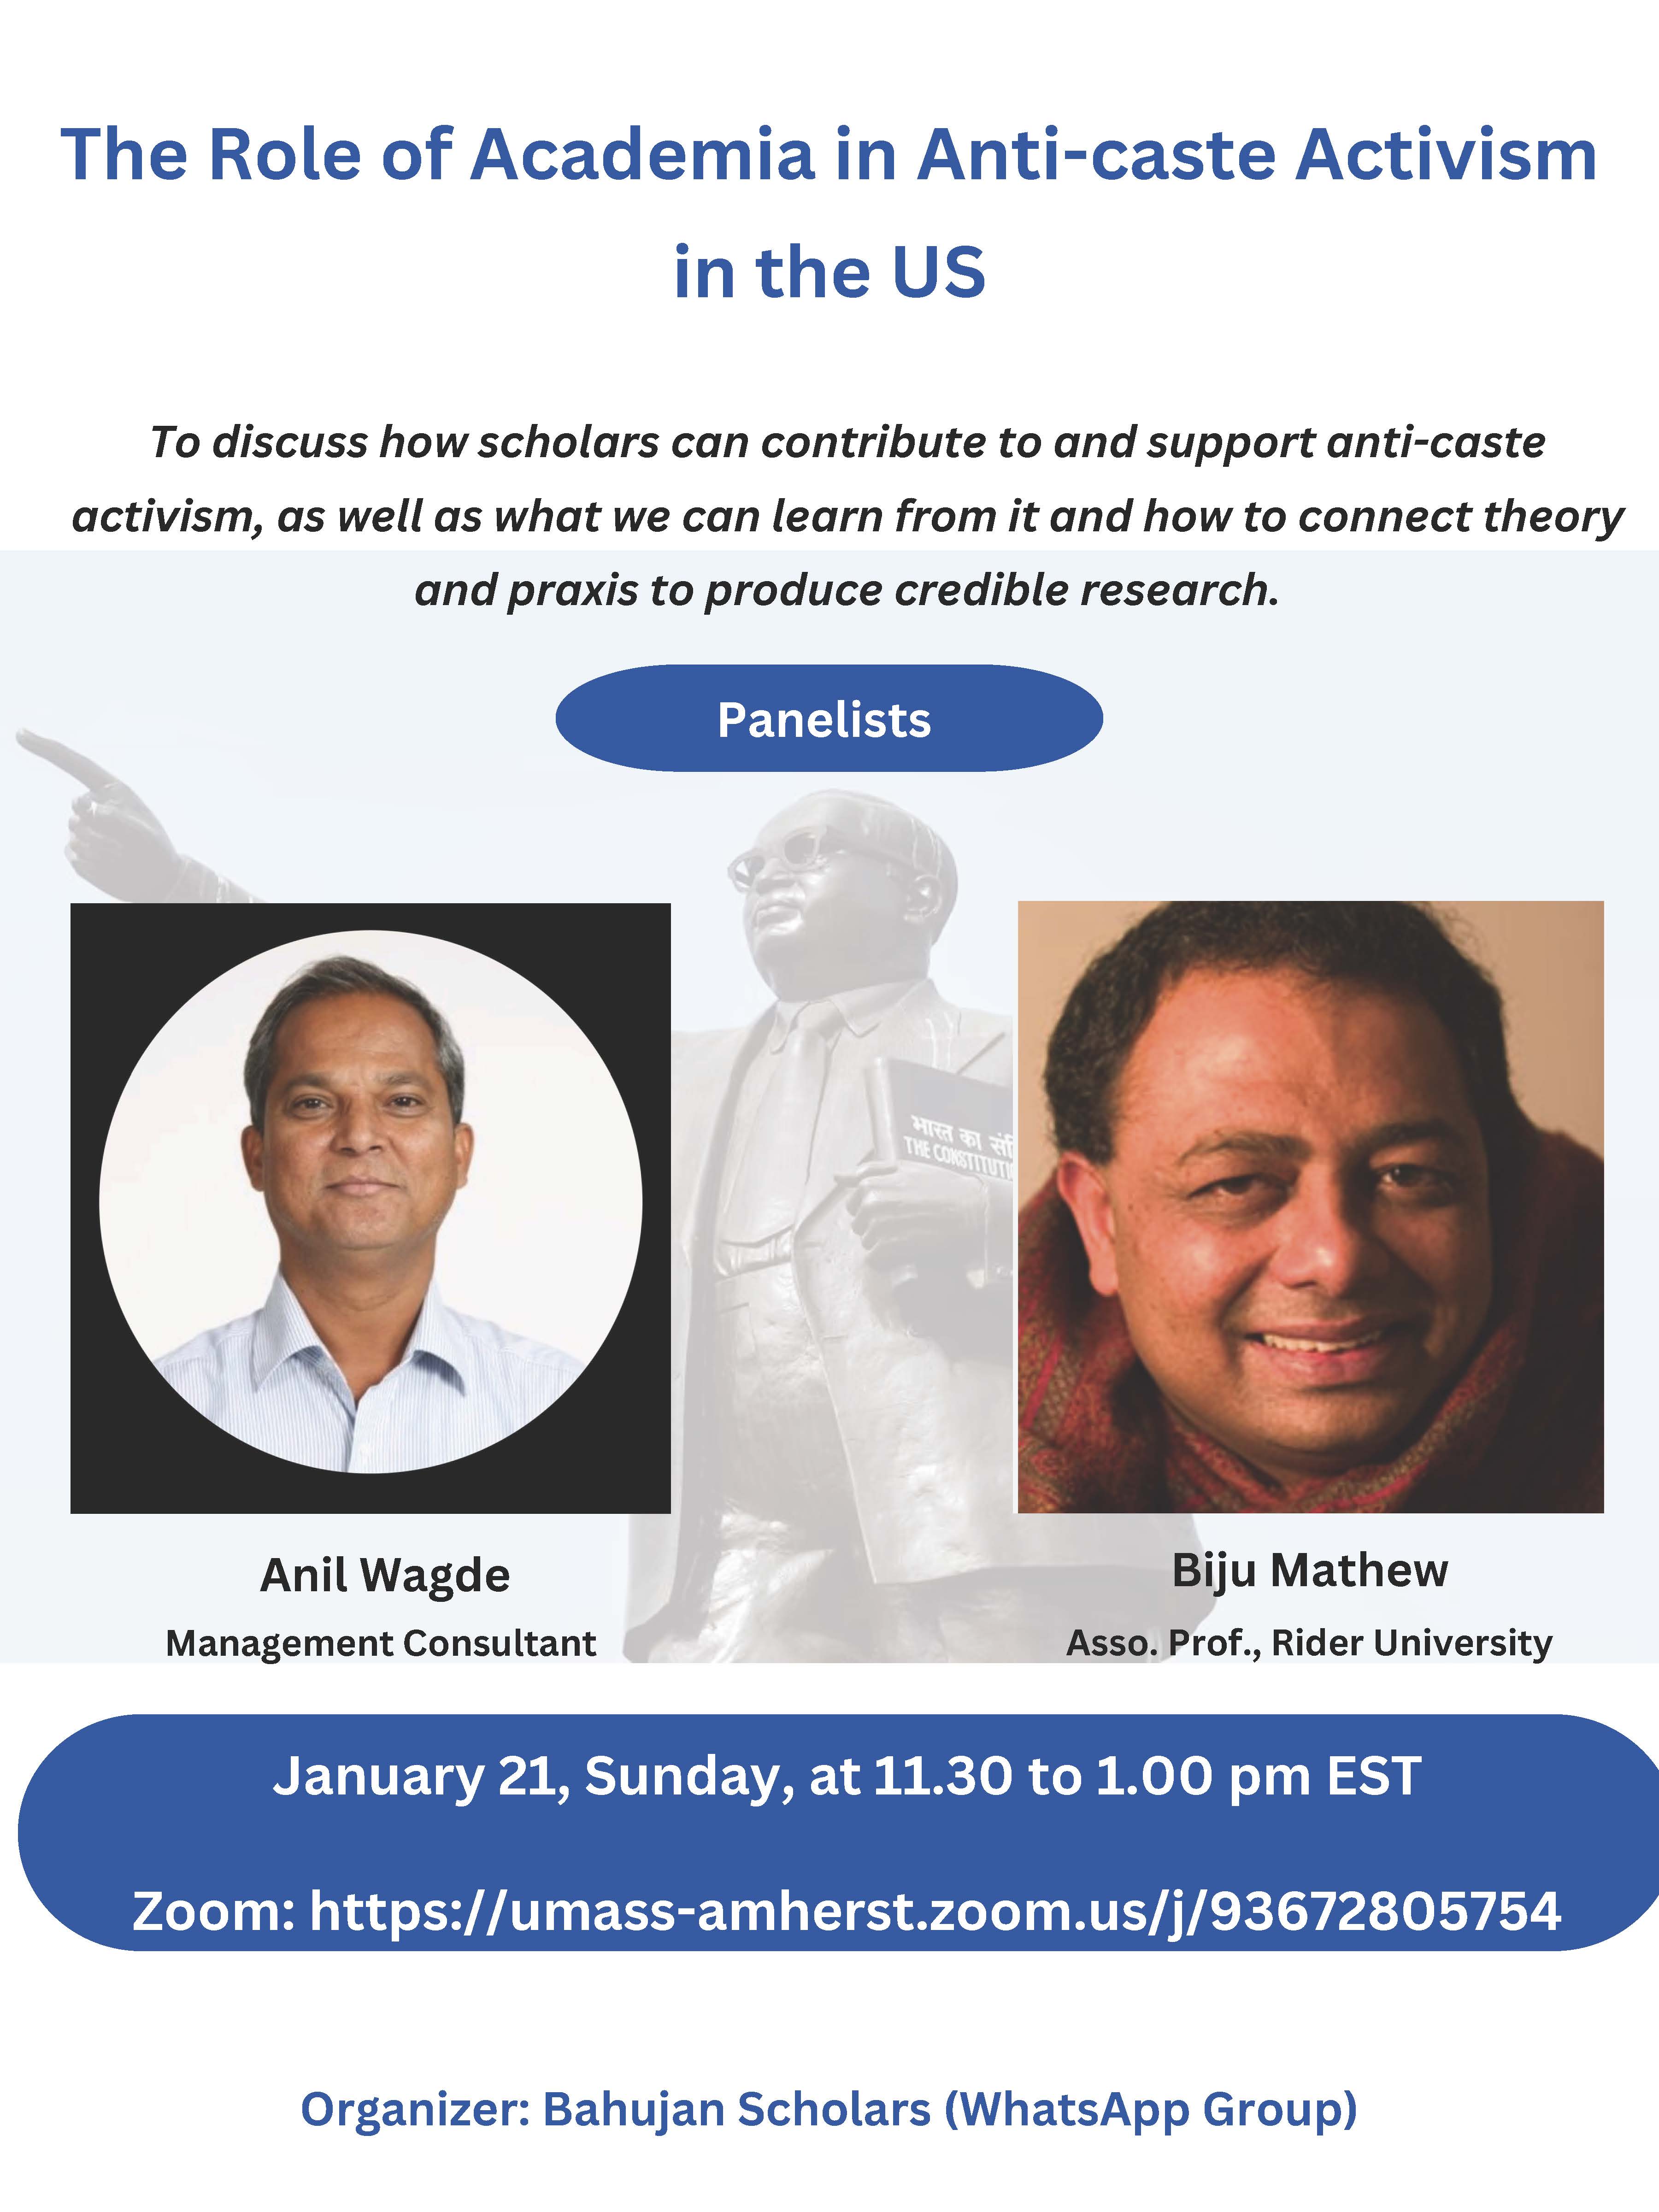 The Role of Academia in Anti-caste Activism
in the US
To discuss how scholars can contribute to and support anti-caste
activism, as well as what we can learn from it and how to connect theory
and praxis to produce credible research.
Panelists
भारत का
THE
Anil Wagde
Biju Mathew
Management Consultant
Asso. Prof., Rider University
January 21, Sunday, at 11.30 to 1.00 pm EST
Zoom: https://umass-amherst.zoom.us/j/93672805754
Organizer: Bahujan Scholars (WhatsApp Group)